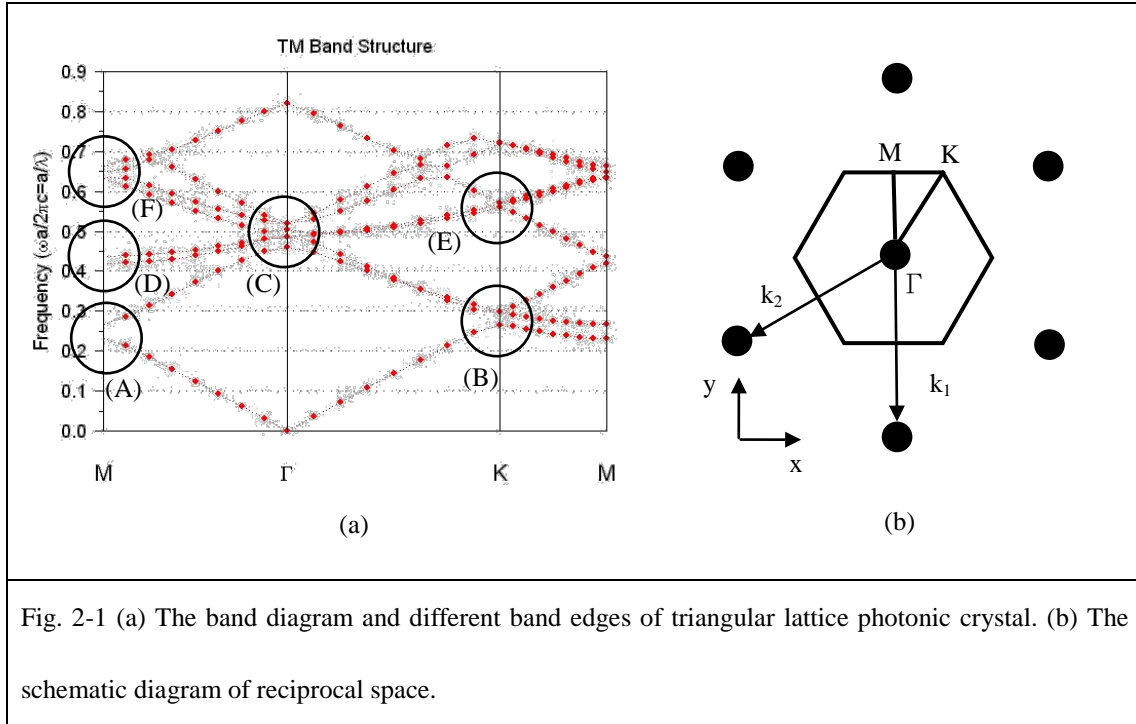 TM Band Structure
Frequency (ωa/2πc=a/λ)
0.9
0.8
0.7
0.6
0.5
0.4
0.3
0.2
0.1
0.0
(F)
(D)
(A)
(C)
(E)
(B)
M Γ K M
(a)
M K
Γ
k2
k1
y
x
(b)
Fig. 2-1 (a) The band diagram and different band edges of triangular lattice photonic crystal. (b) The
schematic diagram of reciprocal space.